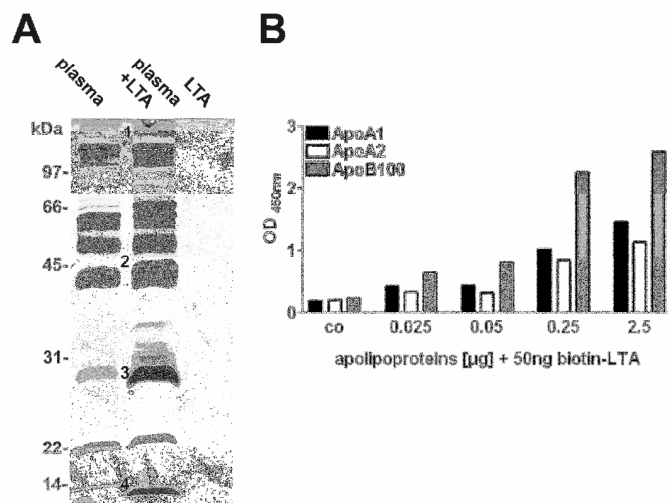 A
plasma
plasma +LTA
LTA
kDa
97-
66-
45-
31-
22-
14-
1
2
3
4
B
ApoA1
ApoA2
ApoB100
OD 450nm
3
2
1
0
co 0.025 0.05 0.25 2.5
apolipoproteins [µg] + 50ng biotin-LTA